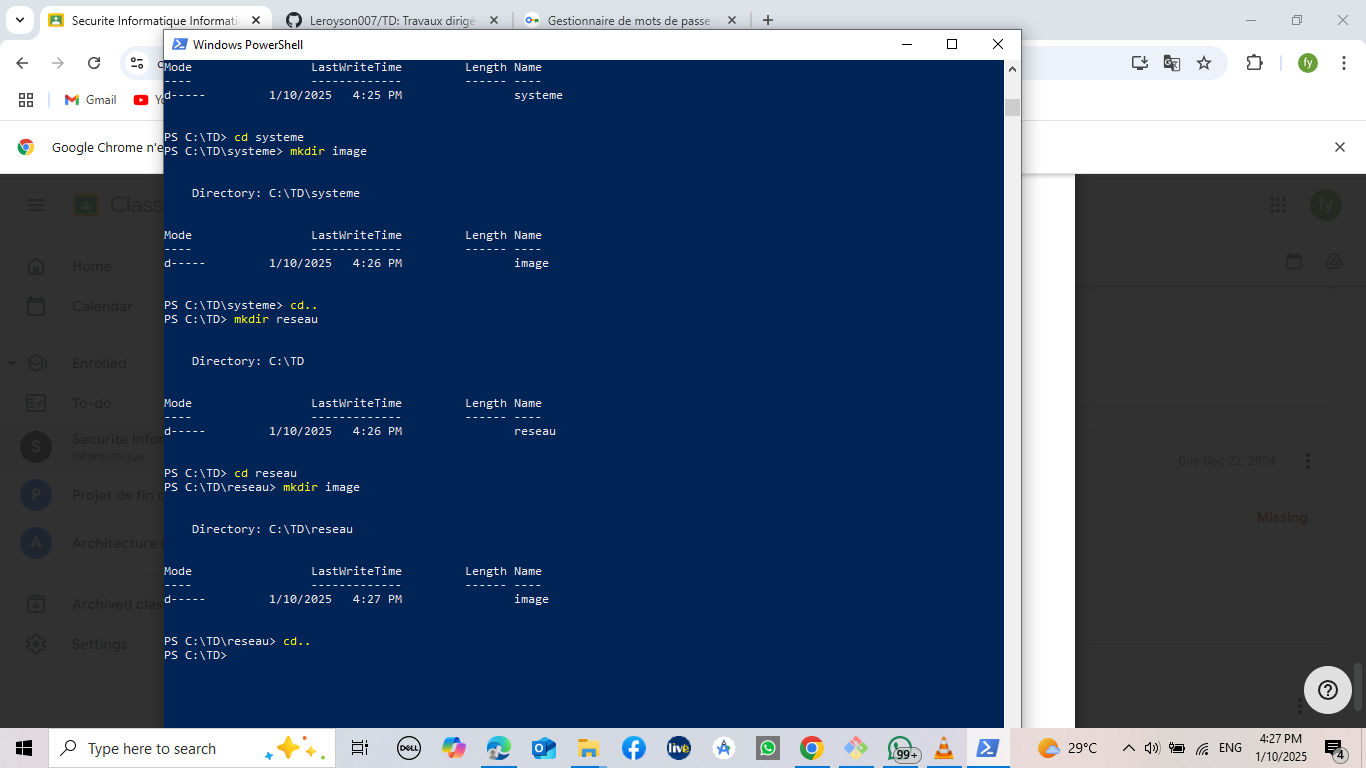 Securite Informatique Informati
Leroyson007/TD: Travaux dirigé
Gestionnaire de mots de passe
Windows PowerShell
Gmail
Google Chrome n'e
Mode LastWriteTime Length Name
---- ------------- ------ ----
d----- 1/10/2025 4:25 PM systeme
PS C:\TD> cd systeme
PS C:\TD\systeme> mkdir image
Directory: C:\TD\systeme
Mode LastWriteTime Length Name
---- ------------- ------ ----
d----- 1/10/2025 4:26 PM image
PS C:\TD\systeme> cd..
PS C:\TD> mkdir reseau
Directory: C:\TD
Mode LastWriteTime Length Name
---- ------------- ------ ----
d----- 1/10/2025 4:26 PM reseau
PS C:\TD> cd reseau
PS C:\TD\reseau> mkdir image
Directory: C:\TD\reseau
Mode LastWriteTime Length Name
---- ------------- ------ ----
d----- 1/10/2025 4:27 PM image
PS C:\TD\reseau> cd..
PS C:\TD>
fy
Class
fy
Home
Calendar
Enrolled
To-do
S
Securite Infor
Informatique
P
Projet de fin
A
Architecture
Archived clas
Settings
Due Dec 22, 2024
Missing
Type here to search
DELL
live
99+
29°C
ENG
4:27 PM
1/10/2025
4